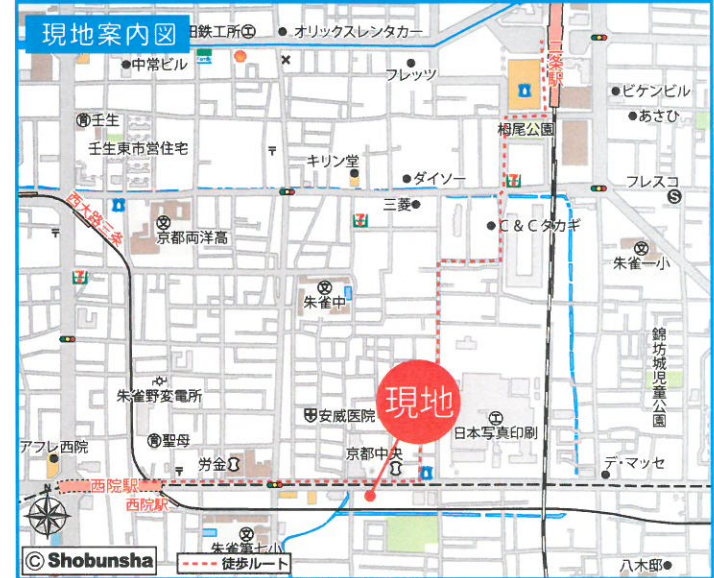 現地案内図
田鉄工所
オリックスレンタカー
中常ビル
フレッツ
二条駅
ビケンビル
あさひ
壬生
壬生東市営住宅
〒
栂尾公園
キリン堂
ダイソー
フレスコ
S
三菱
西大路三条
〒
京都両洋高
C & C タカギ
朱雀一小
朱雀中
錦坊城児童公園
朱雀野変電所
安威医院
現地
日本写真印刷
聖母
アフレ西院
〒
労金
京都中央
デ・マッセ
西院駅
西院駅
N
朱雀第七小
© Shobunsha
徒歩ルート
八木邸